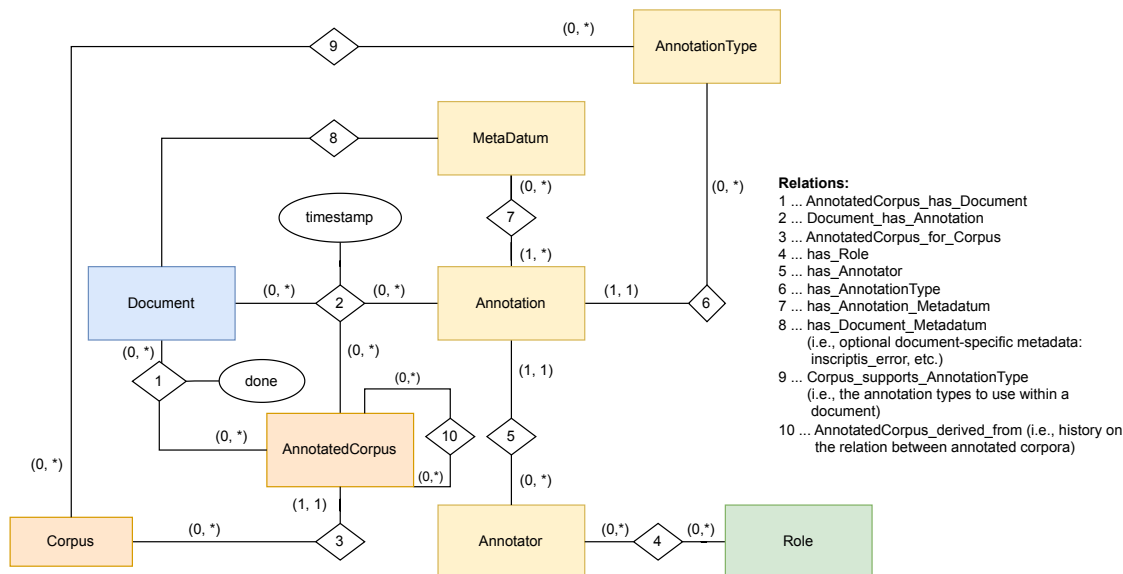 (0, *)
AnnotationType
9
MetaDatum
8
(0, *)
(0, *)
7
timestamp
(1, *)
Document
(0, *)
2
(0, *)
Annotation
(1, 1)
6
(0, *)
(0, *)
1
done
(0,*)
(1, 1)
(0, *)
AnnotatedCorpus
10
5
(0, *)
(0,*)
(0, *)
(1, 1)
Corpus
(0, *)
3
Annotator
(0,*)
4
(0,*)
Role
Relations:
1 ... AnnotatedCorpus_has_Document
2 ... Document_has_Annotation
3 ... AnnotatedCorpus_for_Corpus
4 ... has_Role
5 ... has_Annotator
6 ... has_AnnotationType
7 ... has_Annotation_Metadatum
8 ... has_Document_Metadatum
(i.e., optional document-specific metadata:
inscriptis_error, etc.)
9 ... Corpus_supports_AnnotationType
(i.e., the annotation types to use within a
document)
10 ... AnnotatedCorpus_derived_from (i.e., history on
the relation between annotated corpora)